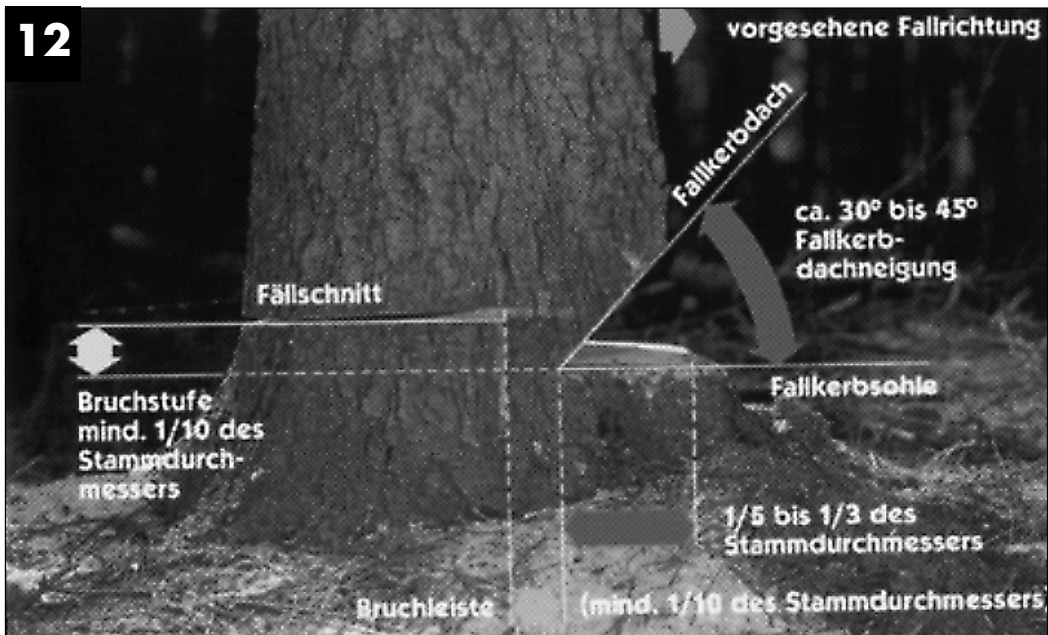 12
vorgesehene Fallrichtung
Fallkerbdach
ca. 30° bis 45°
Fallkerb-
dachneigung
Fällschnitt
Bruchstufe
mind. 1/10 des
Stammdurch-
messers
Fallkerbsohle
1/5 bis 1/3 des
Stammdurchmessers
Bruchleiste (mind. 1/10 des Stammdurchmessers)